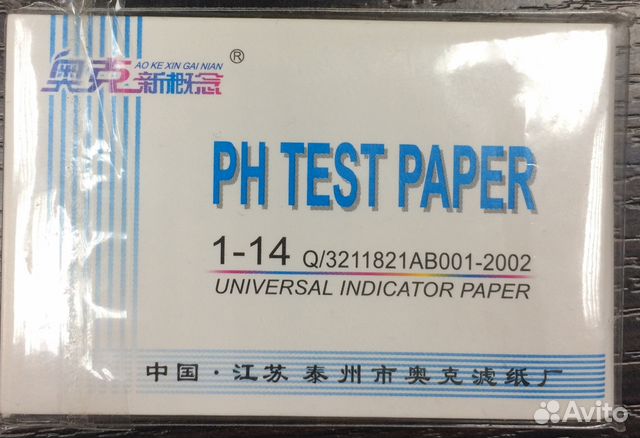 AO KE XIN GAI NIAN ®
奥克新概念
PH TEST PAPER
1-14 Q/3211821AB001-2002
UNIVERSAL INDICATOR PAPER
中国·江苏 泰州市奥克滤纸厂
Avito